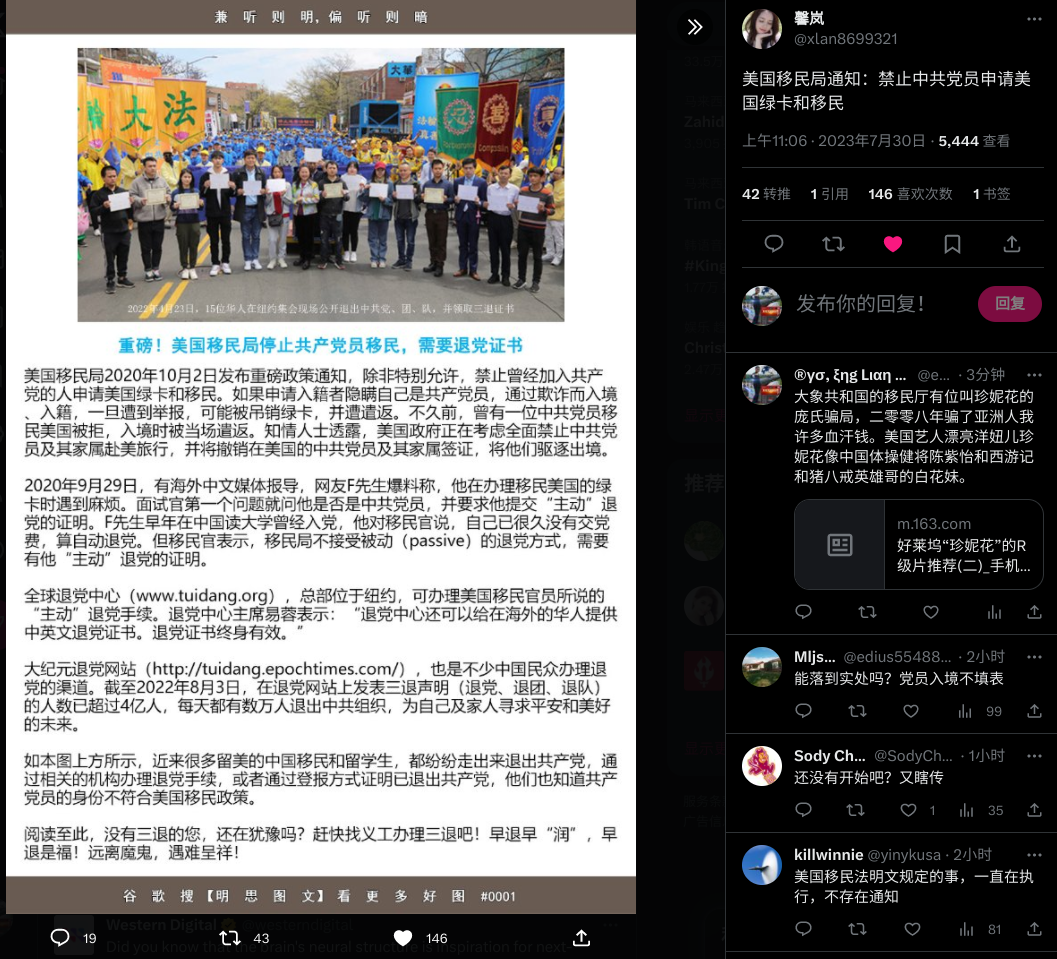 兼 听 则 明，偏 听 则 暗
大
法
大華
2022年4月23日，15位华人在纽约集会现场公开退出中共党、团、队，并领取三退证书
重磅！美国移民局停止共产党员移民，需要退党证书
美国移民局2020年10月2日发布重磅政策通知，除非特别允许，禁止曾经加入共产
党的人申请美国绿卡和移民。如果申请入籍者隐瞒自己是共产党员，通过欺诈而入境
、入籍，一旦遭到举报，可能被吊销绿卡，并遭遣返。不久前，曾有一位中共党员移
民美国被拒，入境时被当场遣返。知情人士透露，美国政府正在考虑全面禁止中共党
员及其家属赴美旅行，并将撤销在美国的中共党员及其家属签证，将他们驱逐出境。
2020年9月29日，有海外中文媒体报导，网友F先生爆料称，他在办理移民美国的绿
卡时遇到麻烦。面试官第一个问题就问他是否是中共党员，并要求他提交“主动”退
党的证明。F先生早年在中国读大学曾经入党，他对移民官说，自己已很久没有交党
费，算自动退党。但移民官表示，移民局不接受被动（passive）的退党方式，需要
有他“主动”退党的证明。
全球退党中心（www.tuidang.org），总部位于纽约，可办理美国移民官员所说的
“主动”退党手续。退党中心主席易蓉表示：“退党中心还可以给在海外的华人提供
中英文退党证书。退党证书终身有效。”
大纪元退党网站（http://tuidang.epochtimes.com/），也是不少中国民众办理退
党的渠道。截至2022年8月3日，在退党网站上发表三退声明（退党、退团、退队）
的人数已超过4亿人，每天都有数万人退出中共组织，为自己及家人寻求平安和美好
的未来。
如本图上方所示，近来很多留美的中国移民和留学生，都纷纷走出来退出共产党，通
过相关的机构办理退党手续，或者通过登报方式证明已退出共产党，他们也知道共产
党员的身份不符合美国移民政策。
阅读至此，没有三退的您，还在犹豫吗？赶快找义工办理三退吧！早退早“润”，早
退是福！远离魔鬼，遇难呈祥！
谷 歌 搜 【明 思 图 文】 看 更 多 好 图 #0001
19 43 146
馨岚
@xlan8699321
美国移民局通知：禁止中共党员申请美
国绿卡和移民
上午11:06 · 2023年7月30日 · 5,444 查看
42 转推 1 引用 146 喜欢次数 1 书签
发布你的回复！
回复
®yσ, ξηg Lιαη ... @e... · 3分钟
大象共和国的移民厅有位叫珍妮花的
庞氏骗局，二零零八年骗了亚洲人我
许多血汗钱。美国艺人漂亮洋妞儿珍
妮花像中国体操健将陈紫怡和西游记
和猪八戒英雄哥的白花妹。
m.163.com
好莱坞“珍妮花”的R
级片推荐(二)_手机...
Mljs... @edius55488... · 2小时
能落到实处吗？党员入境不填表
99
Sody Ch... @SodyCh... · 1小时
还没有开始吧？又瞎传
1 35
killwinnie @yinykusa · 2小时
美国移民法明文规定的事，一直在执
行，不存在通知
81